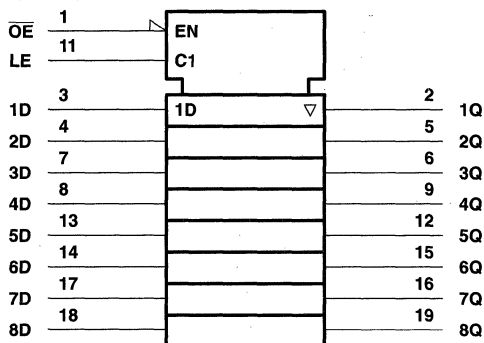 OE 1 EN
LE 11 C1
1D 3 1D ▽ 2 1Q
2D 4 5 2Q
3D 7 6 3Q
4D 8 9 4Q
5D 13 12 5Q
6D 14 15 6Q
7D 17 16 7Q
8D 18 19 8Q